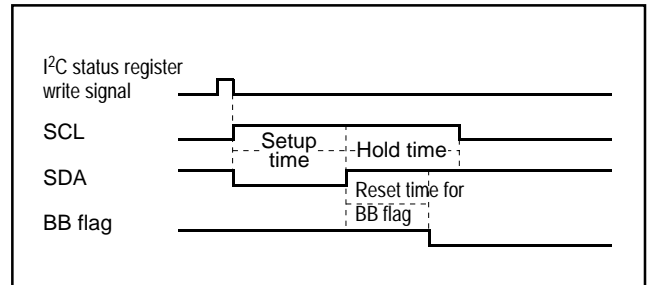 I²C status register
write signal
SCL
Setup
time
Hold time
SDA
Reset time for
BB flag
BB flag